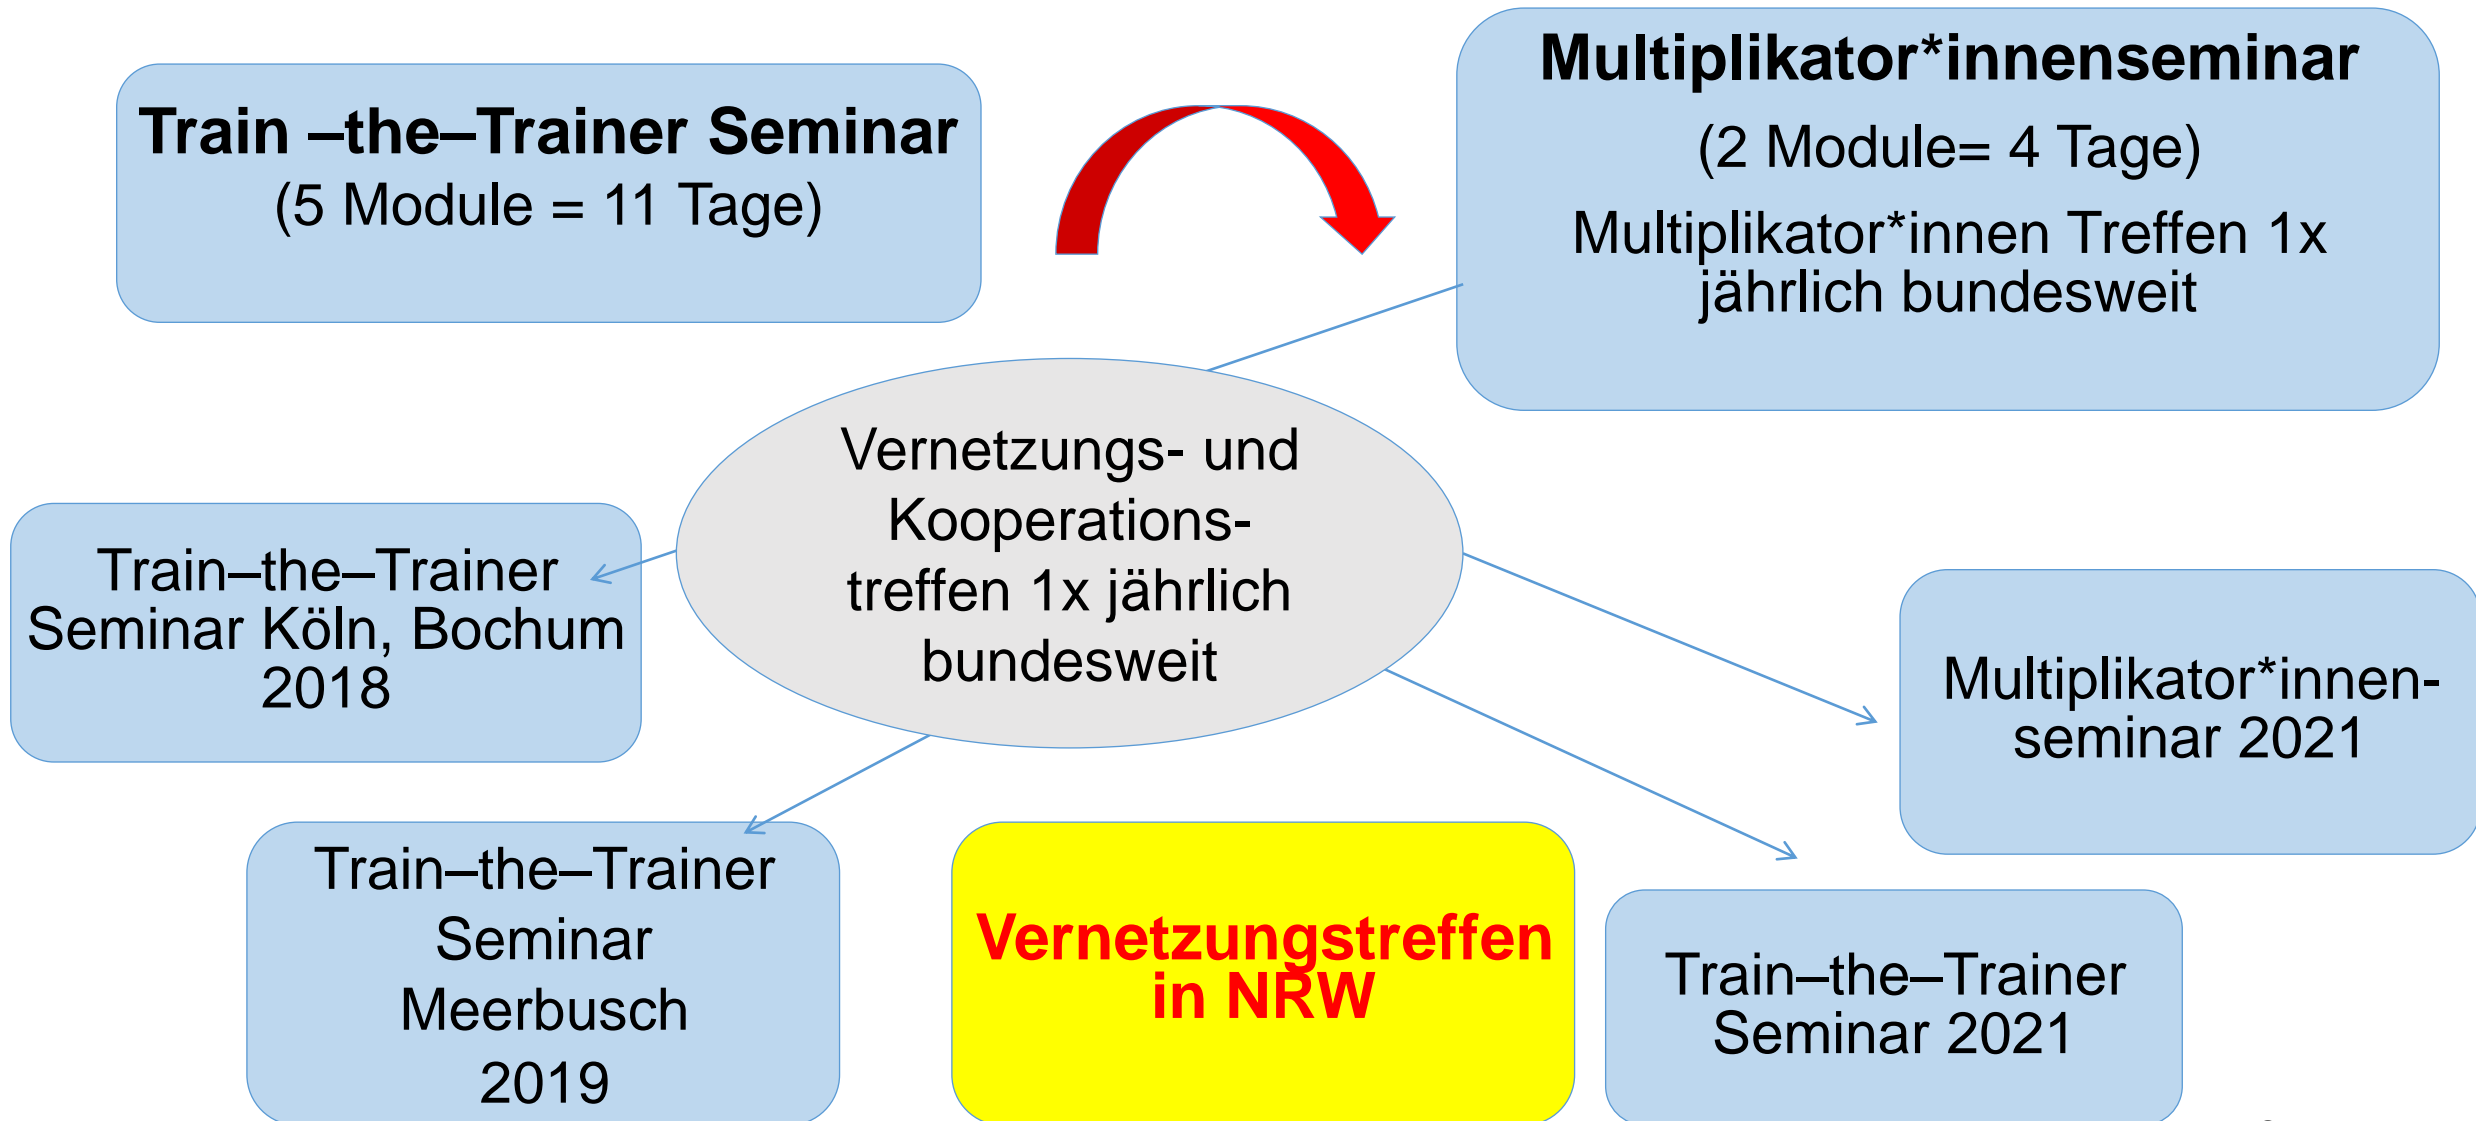 Train –the–Trainer Seminar
(5 Module = 11 Tage)
Multiplikator*innenseminar
(2 Module= 4 Tage)
Multiplikator*innen Treffen 1x
jährlich bundesweit
Vernetzungs- und
Kooperations-
treffen 1x jährlich
bundesweit
Train–the–Trainer
Seminar Köln, Bochum
2018
Multiplikator*innen-
seminar 2021
Train–the–Trainer
Seminar
Meerbusch
2019
Vernetzungstreffen
in NRW
Train–the–Trainer
Seminar 2021